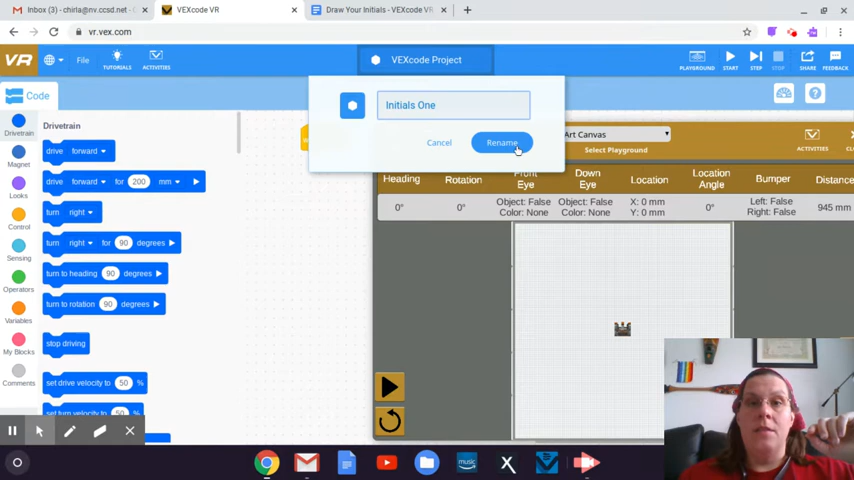 Inbox (3) - chirla@nv.ccsd.net -
VEXcode VR
Draw Your Initials - VEXcode VR
vr.vex.com
VR
File
TUTORIALS
ACTIVITIES
VEXcode Project
PLAYGROUND
START
STEP
STOP
SHARE
FEEDBACK
Code
Initials One
Cancel
Rename
Drivetrain
Magnet
Looks
Control
Sensing
Operators
Variables
My Blocks
Comments
Drivetrain
drive forward
drive forward for 200 mm
turn right
turn right for 90 degrees
turn to heading 90 degrees
turn to rotation 90 degrees
stop driving
set drive velocity to 50 %
set turn velocity to 50 %
Art Canvas
Select Playground
ACTIVITIES
Heading
Rotation
Front Eye
Down Eye
Location
Location Angle
Bumper
Distance
0°
0°
Object: False
Color: None
Object: False
Color: None
X: 0 mm
Y: 0 mm
0°
Left: False
Right: False
945 mm
music